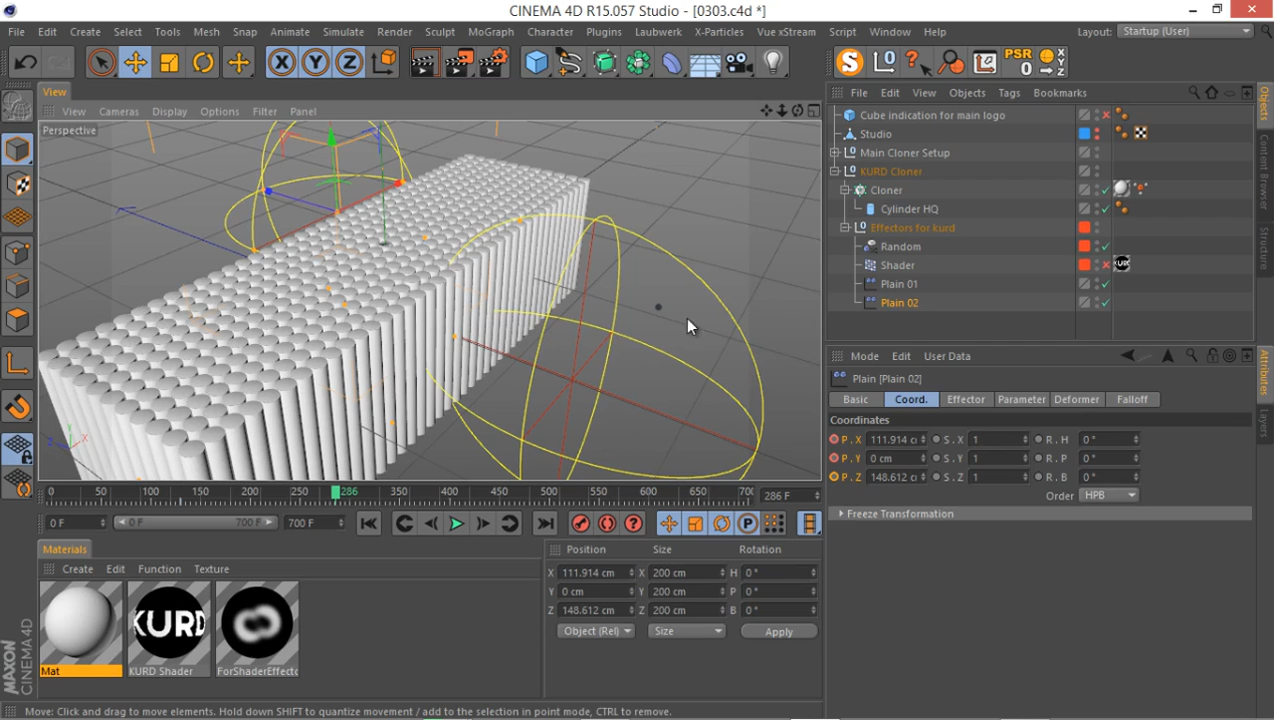 CINEMA 4D R15.057 Studio - [0303.c4d *]
File Edit Create Select Tools Mesh Snap Animate Simulate Render Sculpt MoGraph Character Plugins Laubwerk X-Particles Vue xStream Script Window Help Layout: Startup (User)
X Y Z S PSR 0
View
View Cameras Display Options Filter Panel
Perspective
File Edit View Objects Tags Bookmarks
Cube indication for main logo
Studio
Main Cloner Setup
KURD Cloner
Cloner
Cylinder HQ
Effectors for kurd
Random
Shader
Plain 01
Plain 02
Objects
Content Browser
Structure
Mode Edit User Data
Plain [Plain 02]
Basic Coord. Effector Parameter Deformer Falloff
Coordinates
P . X 111.914 c S . X 1 R . H 0 °
P . Y 0 cm S . Y 1 R . P 0 °
P . Z 148.612 c S . Z 1 R . B 0 °
Order HPB
Freeze Transformation
Attributes
Layers
0 50 100 150 200 250 286 350 400 450 500 550 600 650 700 286 F
0 F 0 F 700 F 700 F
Materials
Create Edit Function Texture
KURD
Mat KURD Shader ForShaderEffecto
Position Size Rotation
X 111.914 cm X 200 cm H 0 °
Y 0 cm Y 200 cm P 0 °
Z 148.612 cm Z 200 cm B 0 °
Object (Rel) Size Apply
MAXON
CINEMA 4D
Move: Click and drag to move elements. Hold down SHIFT to quantize movement / add to the selection in point mode, CTRL to remove.